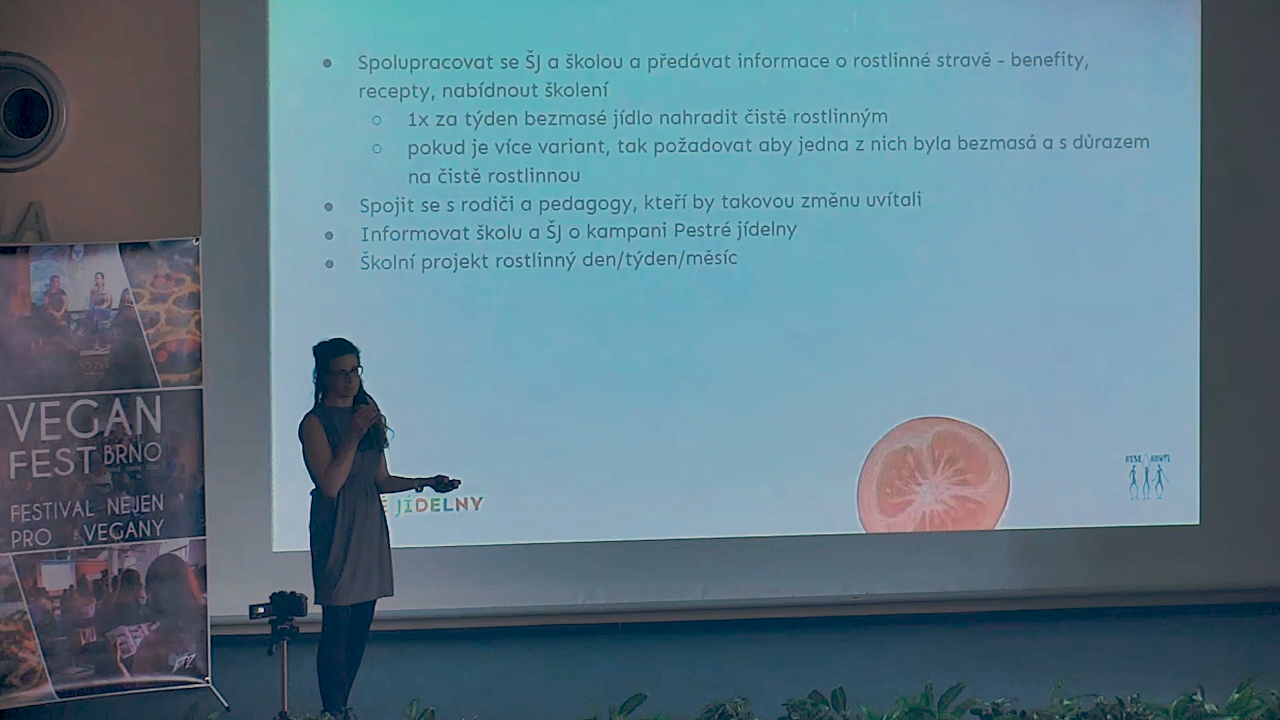 Spolupracovat se ŠJ a školou a předávat informace o rostlinné stravě - benefity,
recepty, nabídnout školení
1x za týden bezmasé jídlo nahradit čistě rostlinným
pokud je více variant, tak požadovat aby jedna z nich byla bezmasá a s důrazem
na čistě rostlinnou
Spojit se s rodiči a pedagogy, kteří by takovou změnu uvítali
Informovat školu a ŠJ o kampani Pestré jídelny
Školní projekt rostlinný den/týden/měsíc
JÍDELNY
VEGAN
FEST BRNO
FESTIVAL NEJEN
PRO VEGANY